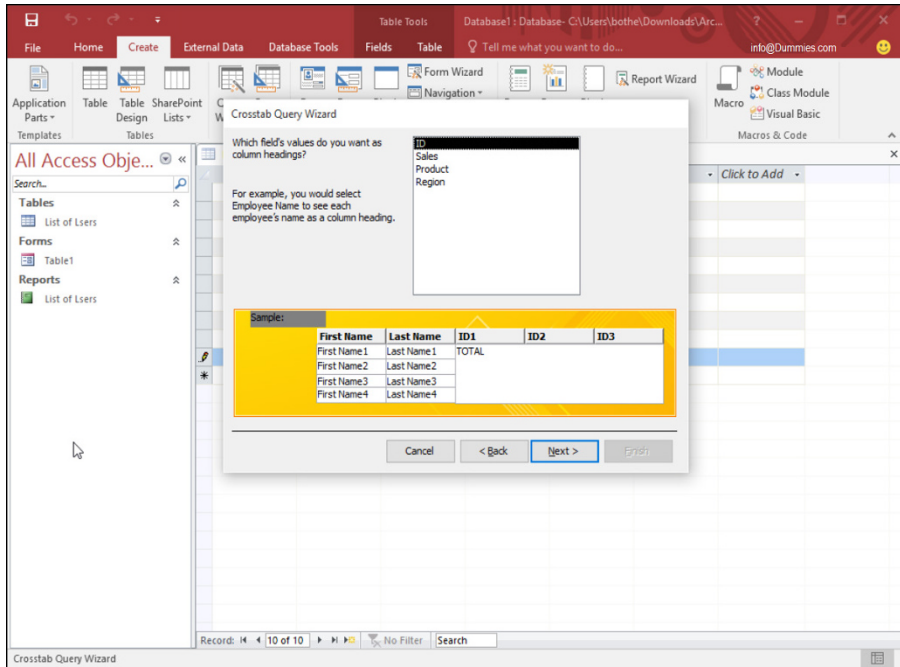 Table Tools
Database1 : Database- C:\Users\bothe\Downloads\Arc...
?
File
Home
Create
External Data
Database Tools
Fields
Table
Tell me what you want to do...
info@Dummies.com
Application
Parts
Templates
Table
Table
Design
SharePoint
Lists
Tables
Form Wizard
Navigation
Report Wizard
Macro
Module
Class Module
Visual Basic
Macros & Code
All Access Obje...
Search...
Tables
List of Lsers
Forms
Table1
Reports
List of Lsers
Click to Add
Crosstab Query Wizard
Which field's values do you want as
column headings?
For example, you would select
Employee Name to see each
employee's name as a column heading.
ID
Sales
Product
Region
Sample:
First Name Last Name ID1 ID2 ID3
First Name1 Last Name1 TOTAL
First Name2 Last Name2
First Name3 Last Name3
First Name4 Last Name4
Cancel
< Back
Next >
Finish
Record: 10 of 10 No Filter Search
Crosstab Query Wizard